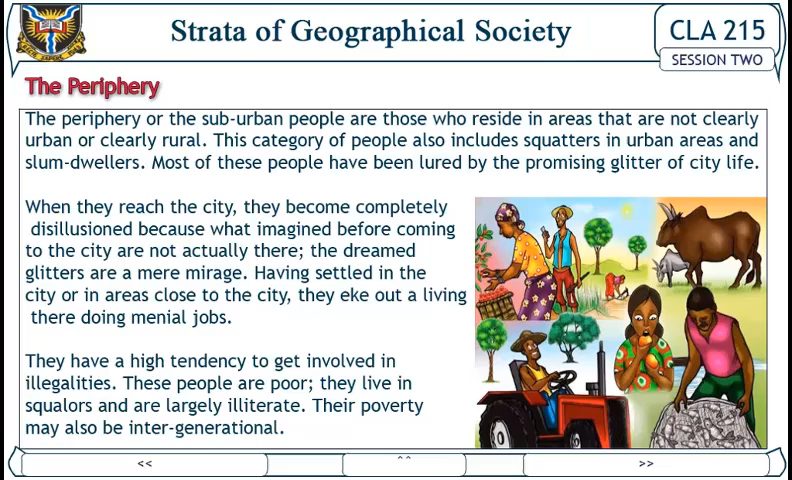 Strata of Geographical Society
CLA 215
SESSION TWO
The Periphery
The periphery or the sub-urban people are those who reside in areas that are not clearly
urban or clearly rural. This category of people also includes squatters in urban areas and
slum-dwellers. Most of these people have been lured by the promising glitter of city life.
When they reach the city, they become completely
disillusioned because what imagined before coming
to the city are not actually there; the dreamed
glitters are a mere mirage. Having settled in the
city or in areas close to the city, they eke out a living
there doing menial jobs.
They have a high tendency to get involved in
illegalities. These people are poor; they live in
squalors and are largely illiterate. Their poverty
may also be inter-generational.
<< ^^ >>